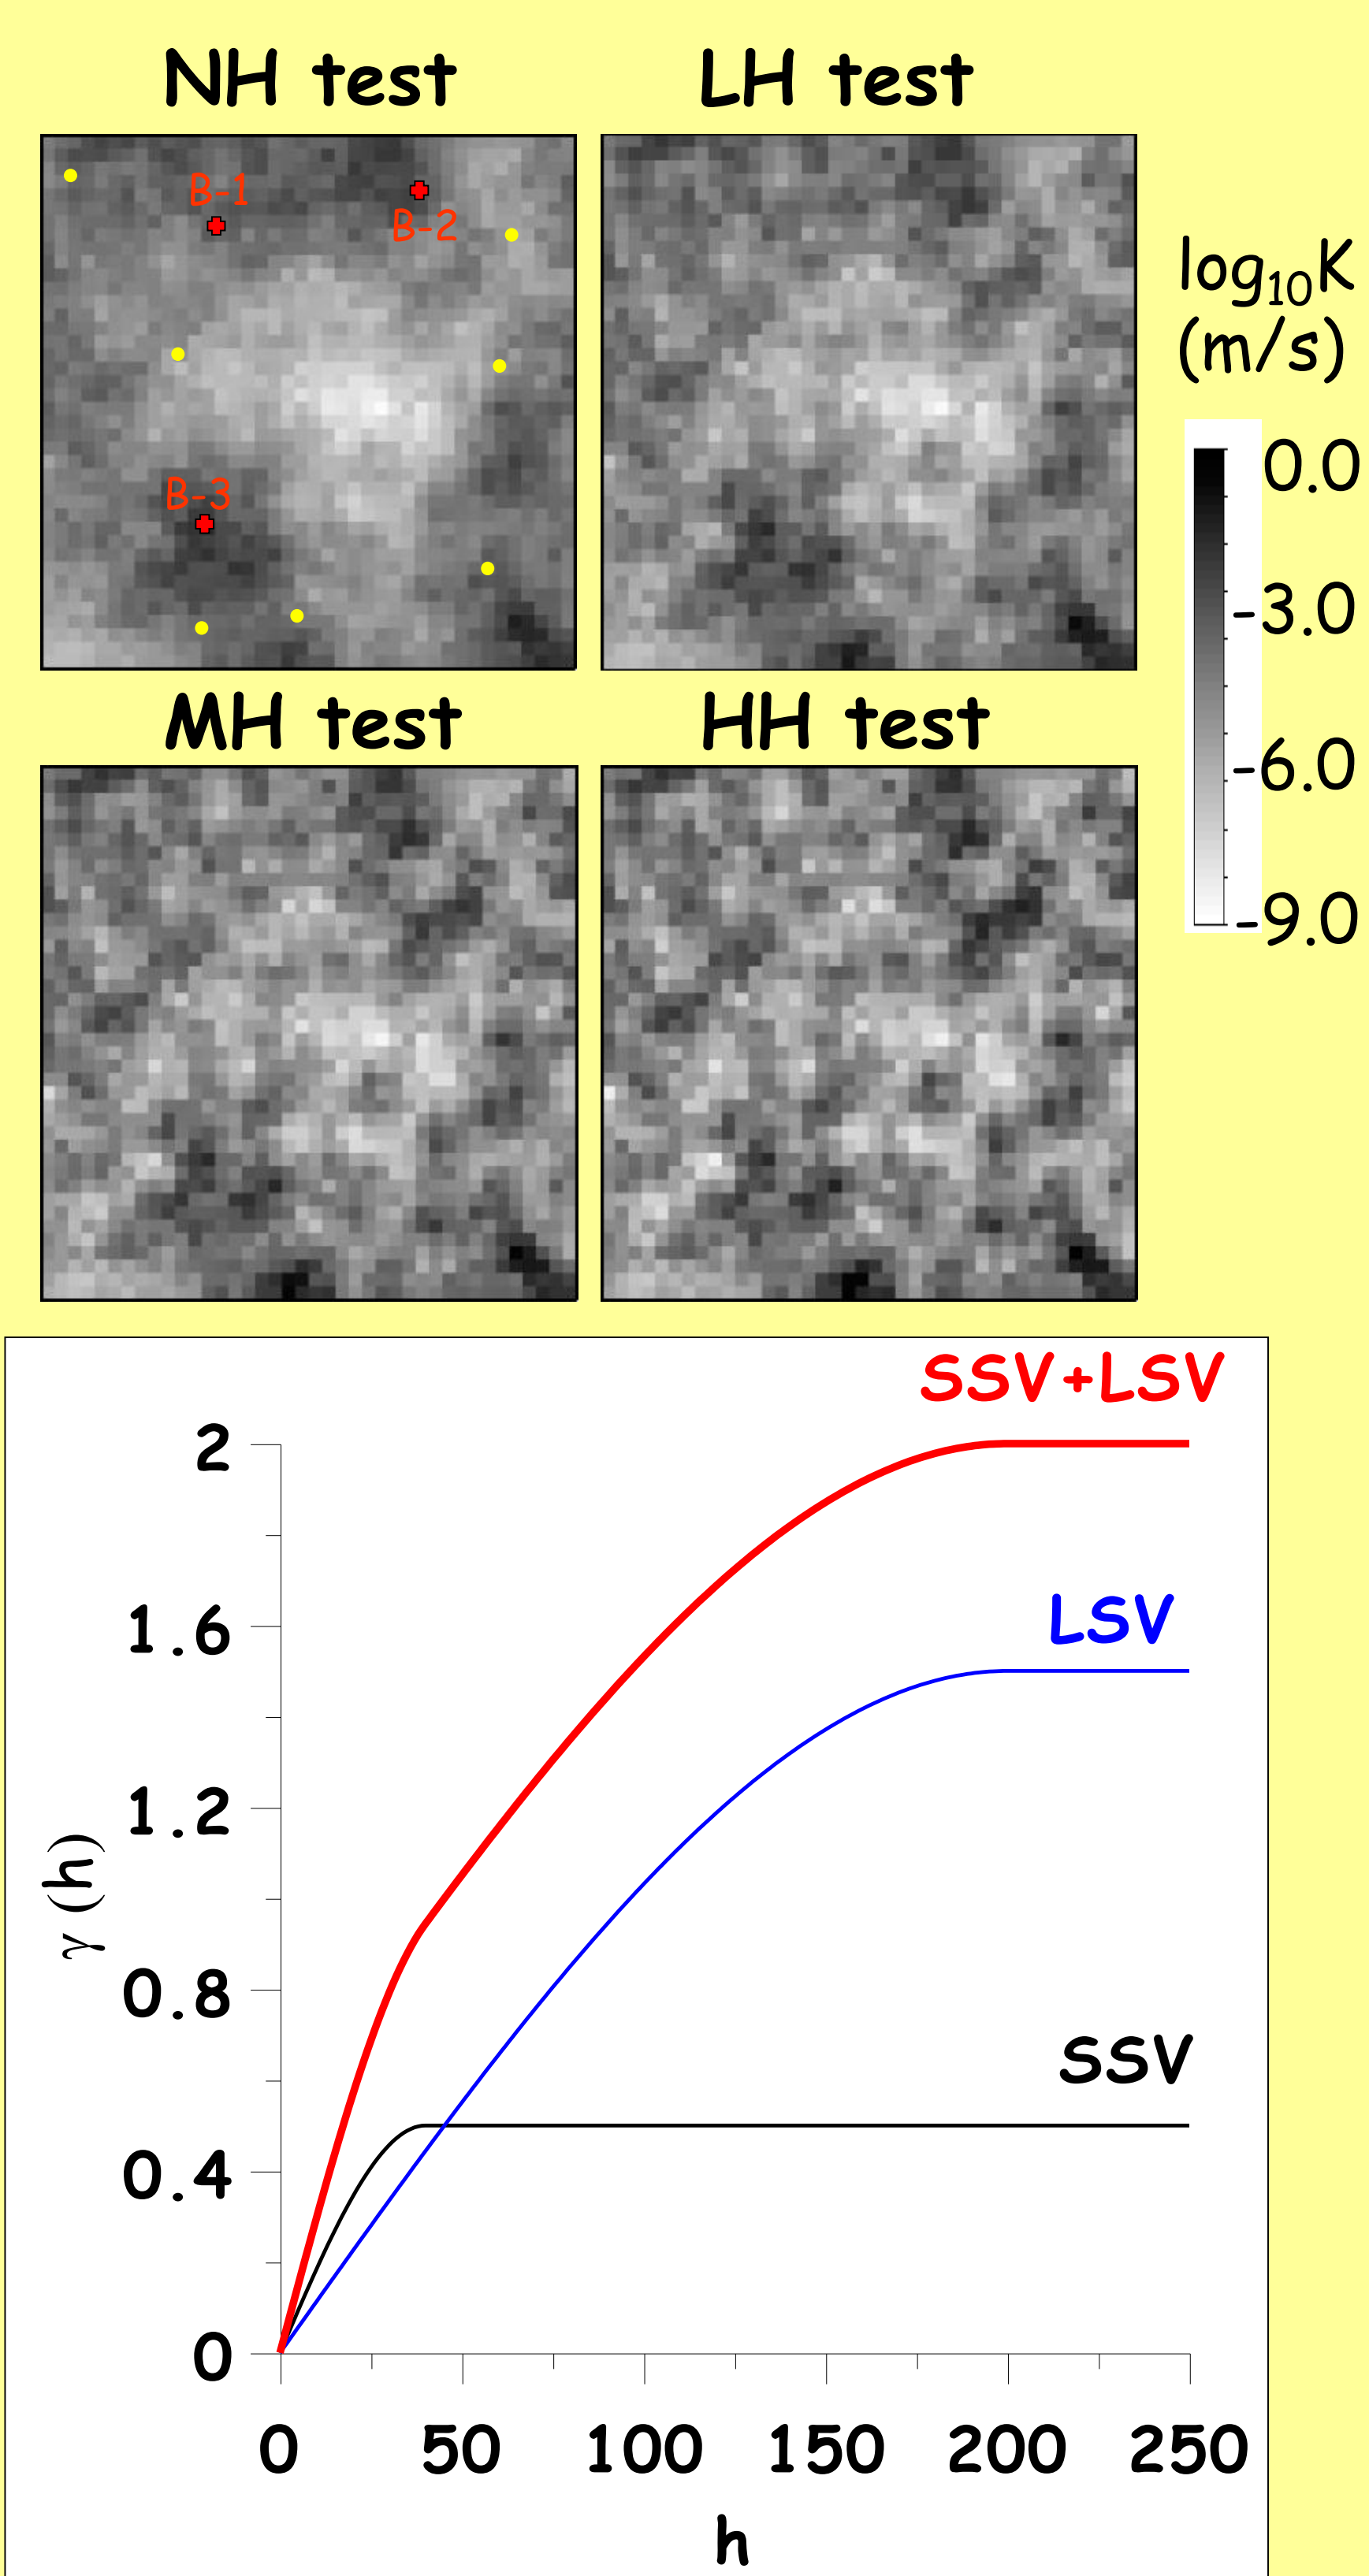 NH test
LH test
B-1
B-2
B-3
log₁₀K
(m/s)
0.0
-3.0
-6.0
-9.0
MH test
HH test
SSV+LSV
LSV
SSV
γ (h)
2
1.6
1.2
0.8
0.4
0
0 50 100 150 200 250
h